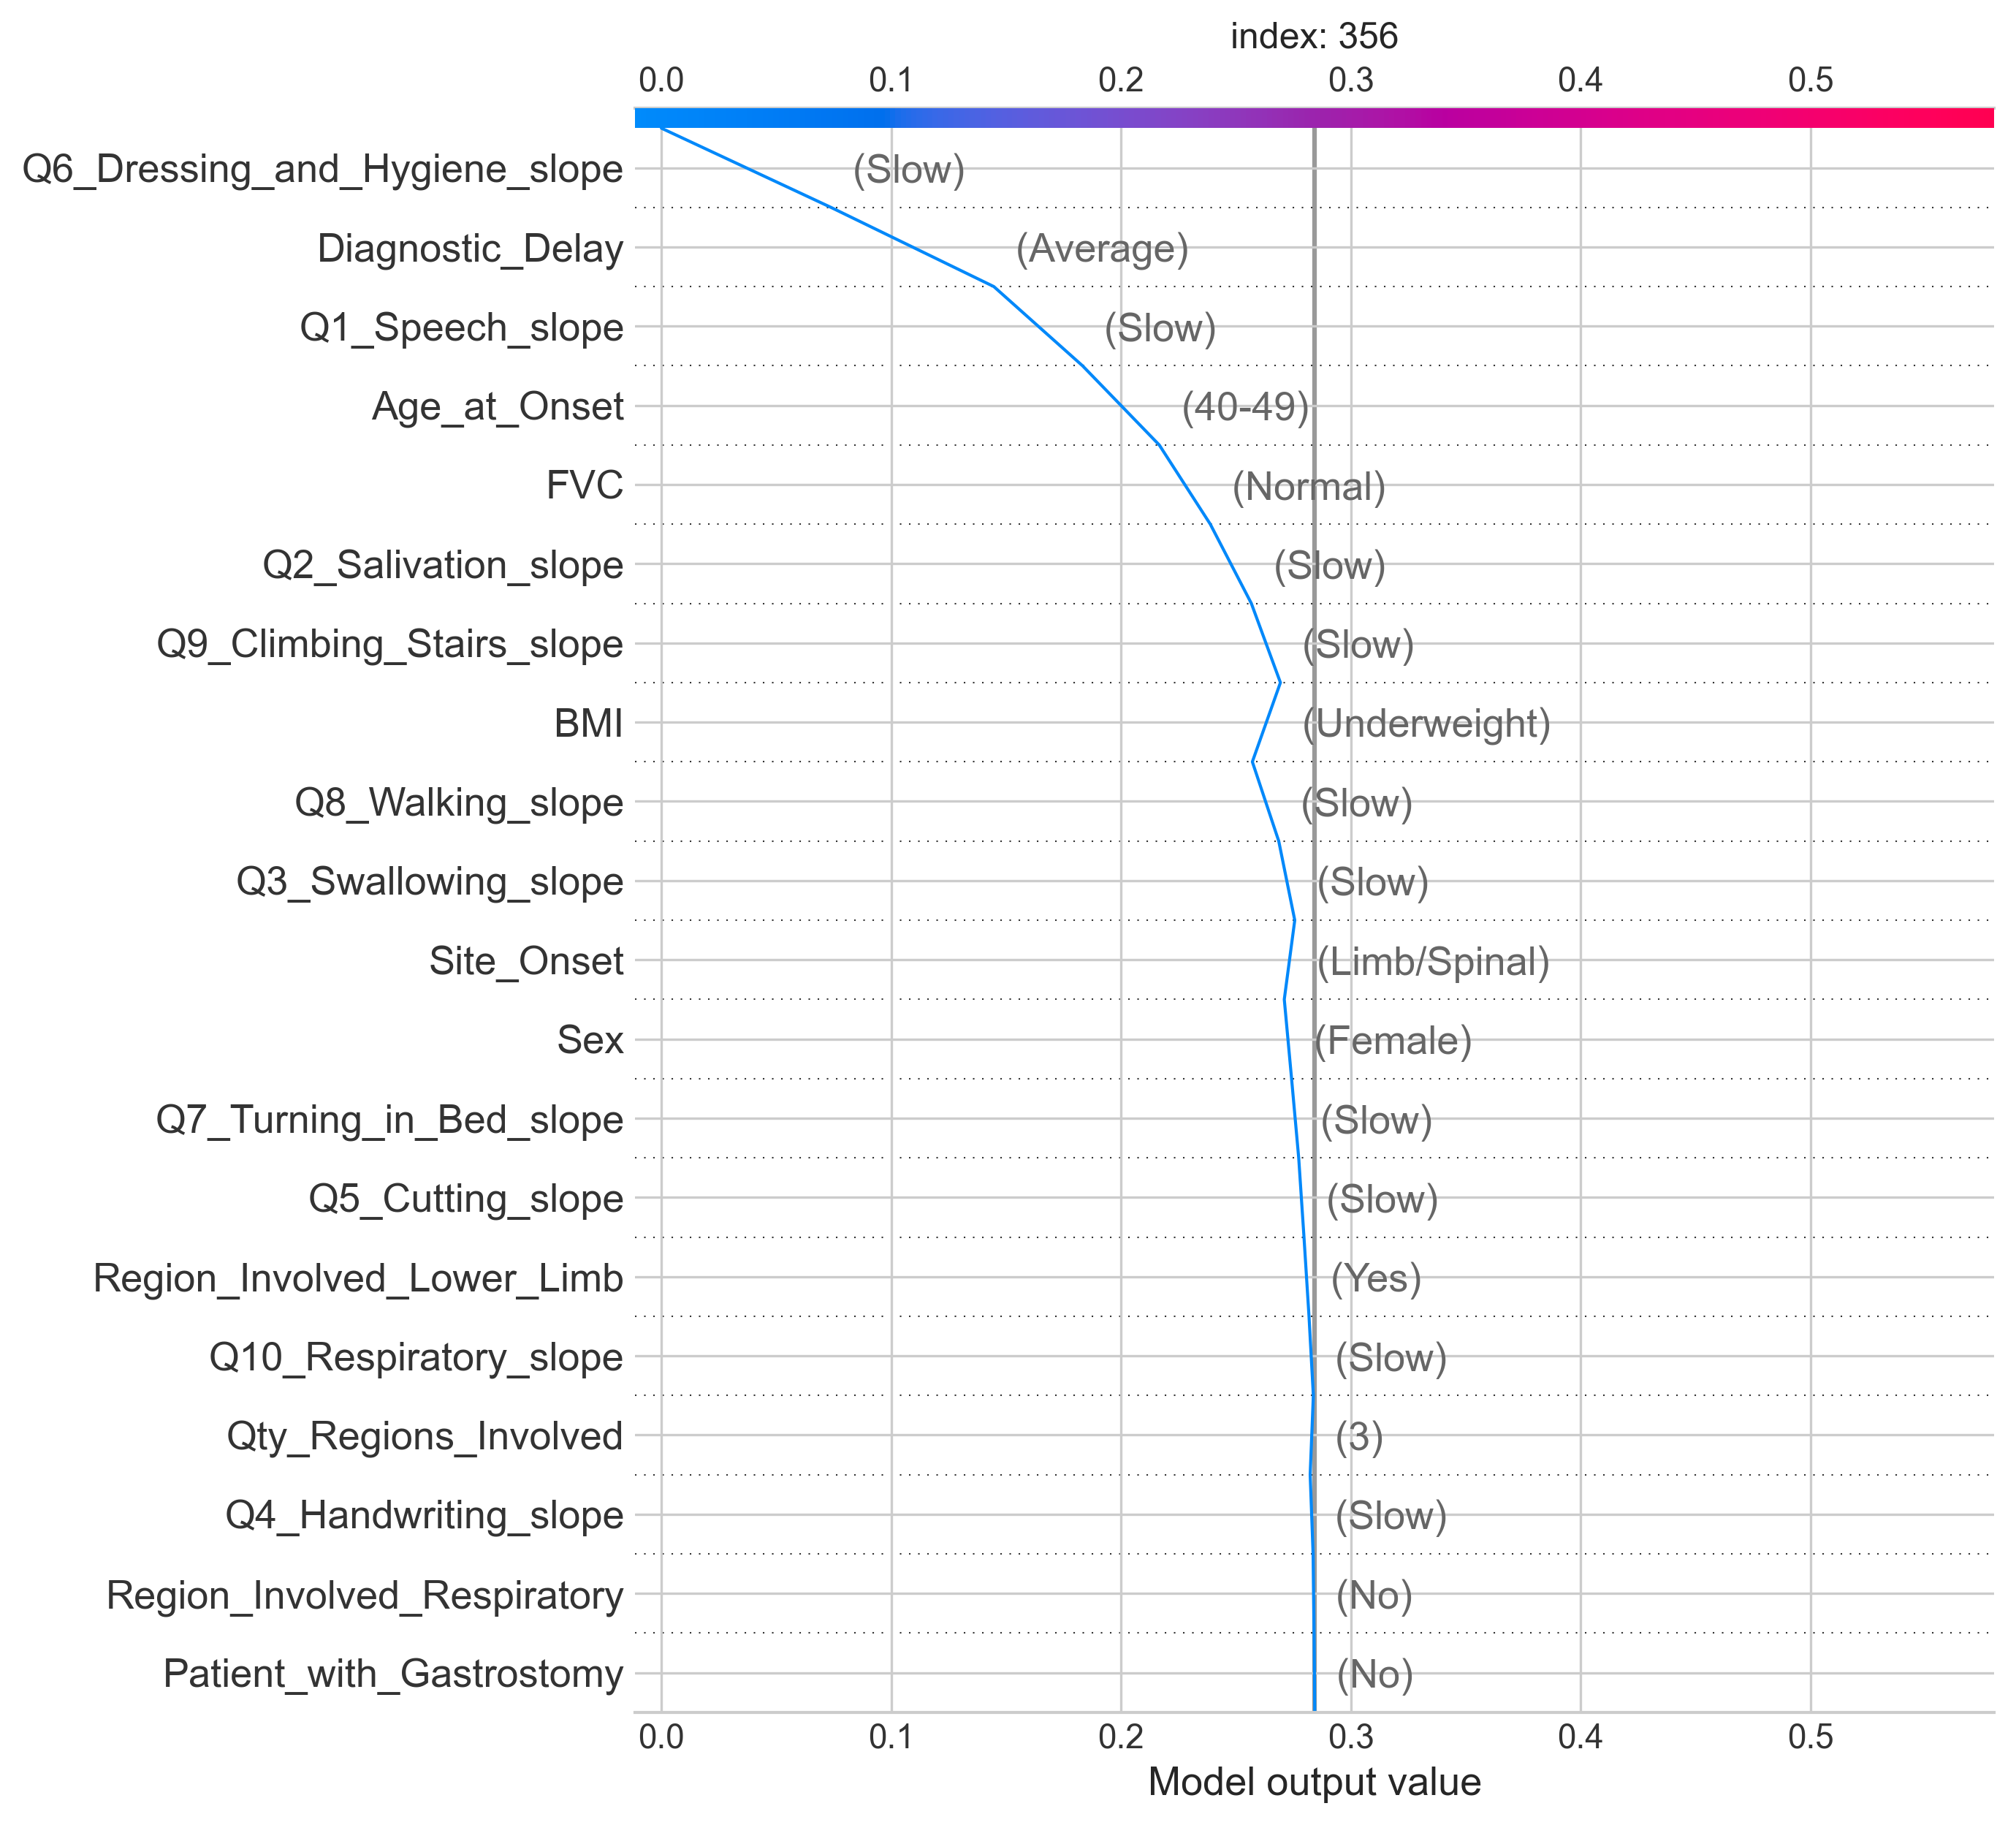 index: 356
0.0 0.1 0.2 0.3 0.4 0.5
Q6_Dressing_and_Hygiene_slope (Slow)
Diagnostic_Delay (Average)
Q1_Speech_slope (Slow)
Age_at_Onset (40-49)
FVC (Normal)
Q2_Salivation_slope (Slow)
Q9_Climbing_Stairs_slope (Slow)
BMI (Underweight)
Q8_Walking_slope (Slow)
Q3_Swallowing_slope (Slow)
Site_Onset (Limb/Spinal)
Sex (Female)
Q7_Turning_in_Bed_slope (Slow)
Q5_Cutting_slope (Slow)
Region_Involved_Lower_Limb (Yes)
Q10_Respiratory_slope (Slow)
Qty_Regions_Involved (3)
Q4_Handwriting_slope (Slow)
Region_Involved_Respiratory (No)
Patient_with_Gastrostomy (No)
0.0 0.1 0.2 0.3 0.4 0.5
Model output value